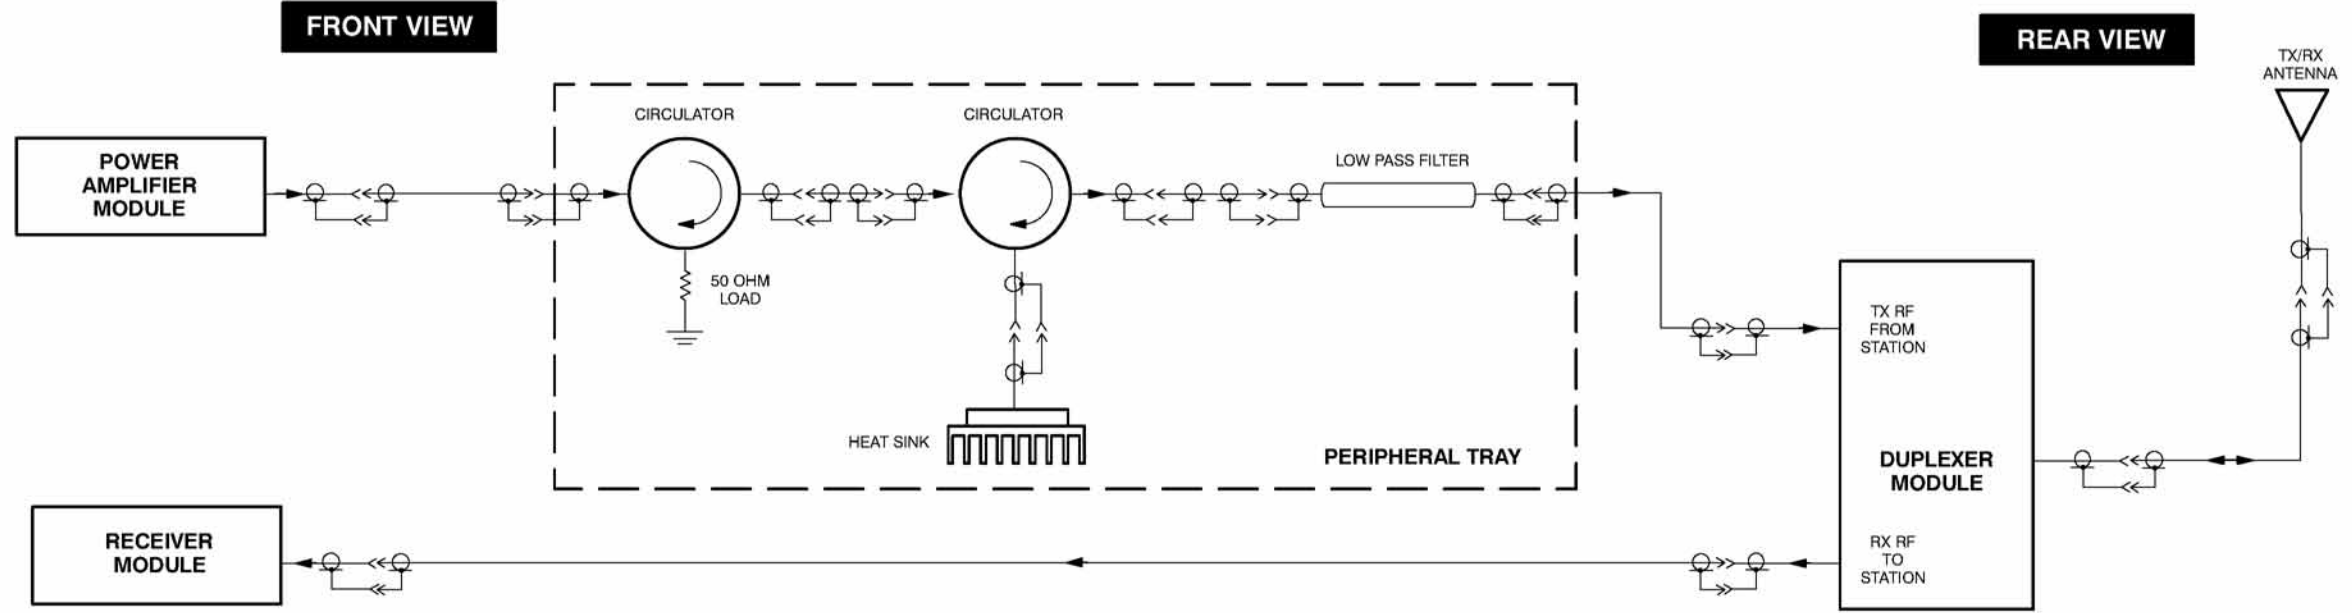 FRONT VIEW
REAR VIEW
TX/RX
ANTENNA
CIRCULATOR
CIRCULATOR
POWER
AMPLIFIER
MODULE
LOW PASS FILTER
50 OHM
LOAD
TX RF
FROM
STATION
HEAT SINK
PERIPHERAL TRAY
DUPLEXER
MODULE
RECEIVER
MODULE
RX RF
TO
STATION